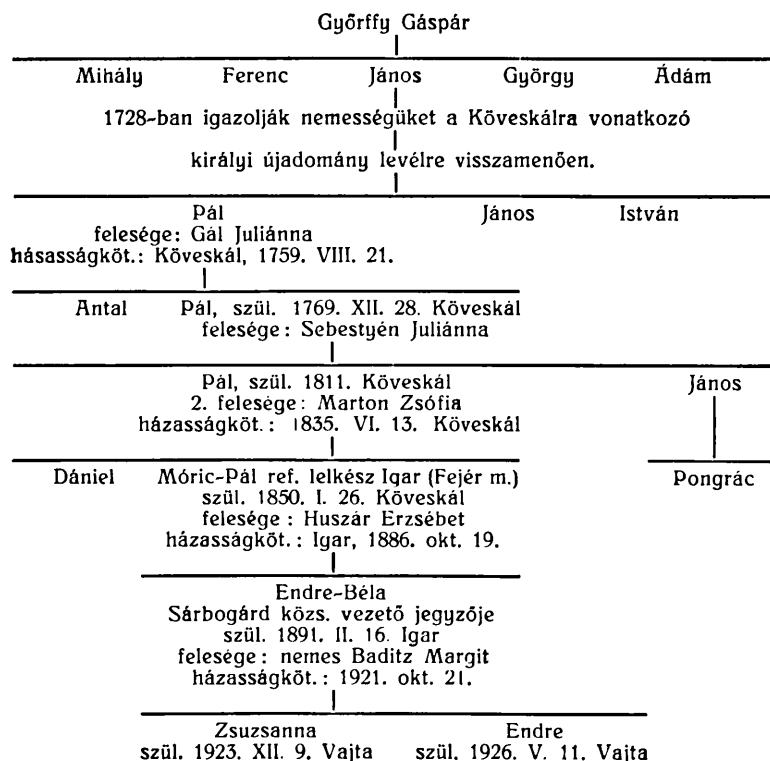 Győrffy Gáspár
Mihály Ferenc János György Ádám
1728-ban igazolják nemességüket a Köveskálra vonatkozó
királyi újadomány levélre visszamenően.
Pál János István
felesége: Gál Juliánna
hásasságköt.: Köveskál, 1759. VIII. 21.
Antal Pál, szül. 1769. XII. 28. Köveskál
felesége: Sebestyén Juliánna
Pál, szül. 1811. Köveskál János
2. felesége: Marton Zsófia
házasságköt.: 1835. VI. 13. Köveskál
Dániel Móric-Pál ref. lelkész Igar (Fejér m.) Pongrác
szül. 1850. I. 26. Köveskál
felesége: Huszár Erzsébet
házasságköt.: Igar, 1886. okt. 19.
Endre-Béla
Sárbogárd közs. vezető jegyzője
szül. 1891. II. 16. Igar
felesége: nemes Baditz Margit
házasságköt.: 1921. okt. 21.
Zsuzsanna Endre
szül. 1923. XII. 9. Vajta szül. 1926. V. 11. Vajta